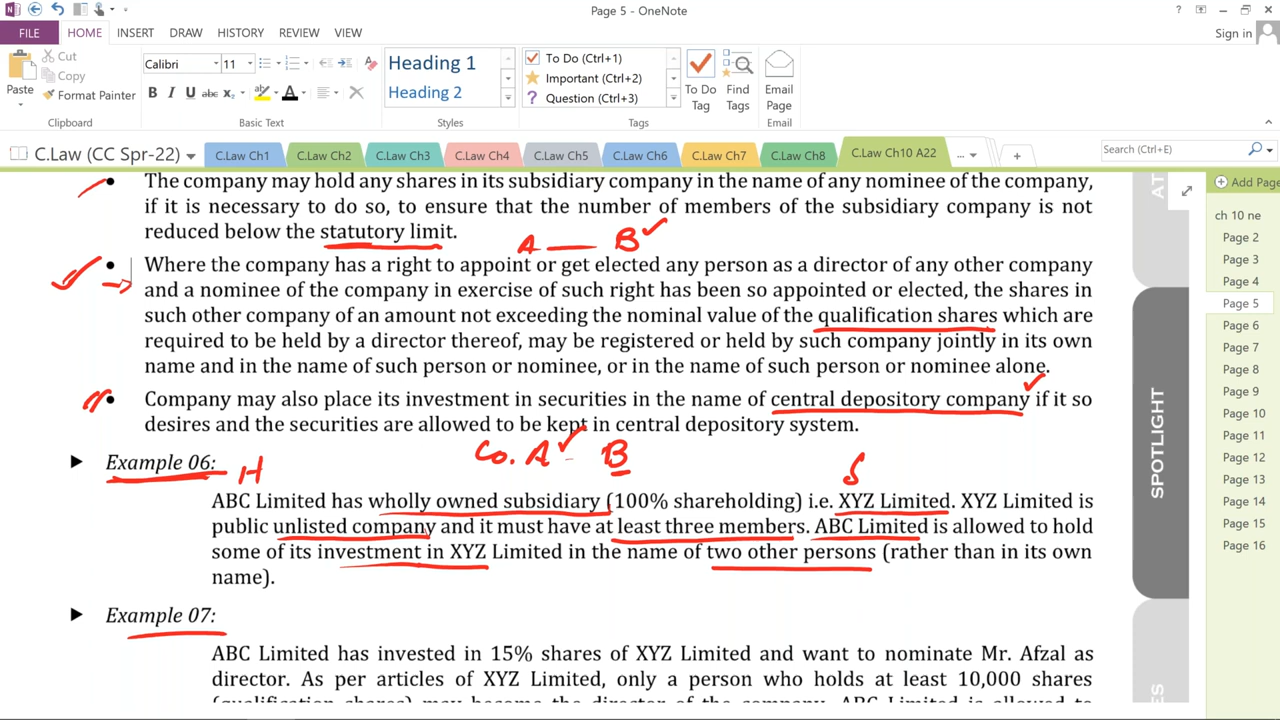 Page 5 - OneNote
FILE HOME INSERT DRAW HISTORY REVIEW VIEW Sign in
Paste
Cut
Copy
Format Painter
Clipboard
Calibri 11
B I U abc x₂ A
Basic Text
Heading 1
Heading 2
Styles
To Do (Ctrl+1)
Important (Ctrl+2)
Question (Ctrl+3)
Tags
To Do Tag
Find Tags
Email Page
Email
C.Law (CC Spr-22) C.Law Ch1 C.Law Ch2 C.Law Ch3 C.Law Ch4 C.Law Ch5 C.Law Ch6 C.Law Ch7 C.Law Ch8 C.Law Ch10 A22 ... + Search (Ctrl+E)
• The company may hold any shares in its subsidiary company in the name of any nominee of the company,
if it is necessary to do so, to ensure that the number of members of the subsidiary company is not
reduced below the statutory limit.
A — B
• Where the company has a right to appoint or get elected any person as a director of any other company
and a nominee of the company in exercise of such right has been so appointed or elected, the shares in
such other company of an amount not exceeding the nominal value of the qualification shares which are
required to be held by a director thereof, may be registered or held by such company jointly in its own
name and in the name of such person or nominee, or in the name of such person or nominee alone.
• Company may also place its investment in securities in the name of central depository company if it so
desires and the securities are allowed to be kept in central depository system.
Co. A - B
Example 06:
H S
ABC Limited has wholly owned subsidiary (100% shareholding) i.e. XYZ Limited. XYZ Limited is
public unlisted company and it must have at least three members. ABC Limited is allowed to hold
some of its investment in XYZ Limited in the name of two other persons (rather than in its own
name).
Example 07:
ABC Limited has invested in 15% shares of XYZ Limited and want to nominate Mr. Afzal as
director. As per articles of XYZ Limited, only a person who holds at least 10,000 shares
(qualification shares) may become the director of the company. ABC Limited is allowed to
AT
SPOTLIGHT
ES
Add Page
ch 10 ne
Page 2
Page 3
Page 4
Page 5
Page 6
Page 7
Page 8
Page 9
Page 10
Page 11
Page 12
Page 13
Page 14
Page 15
Page 16